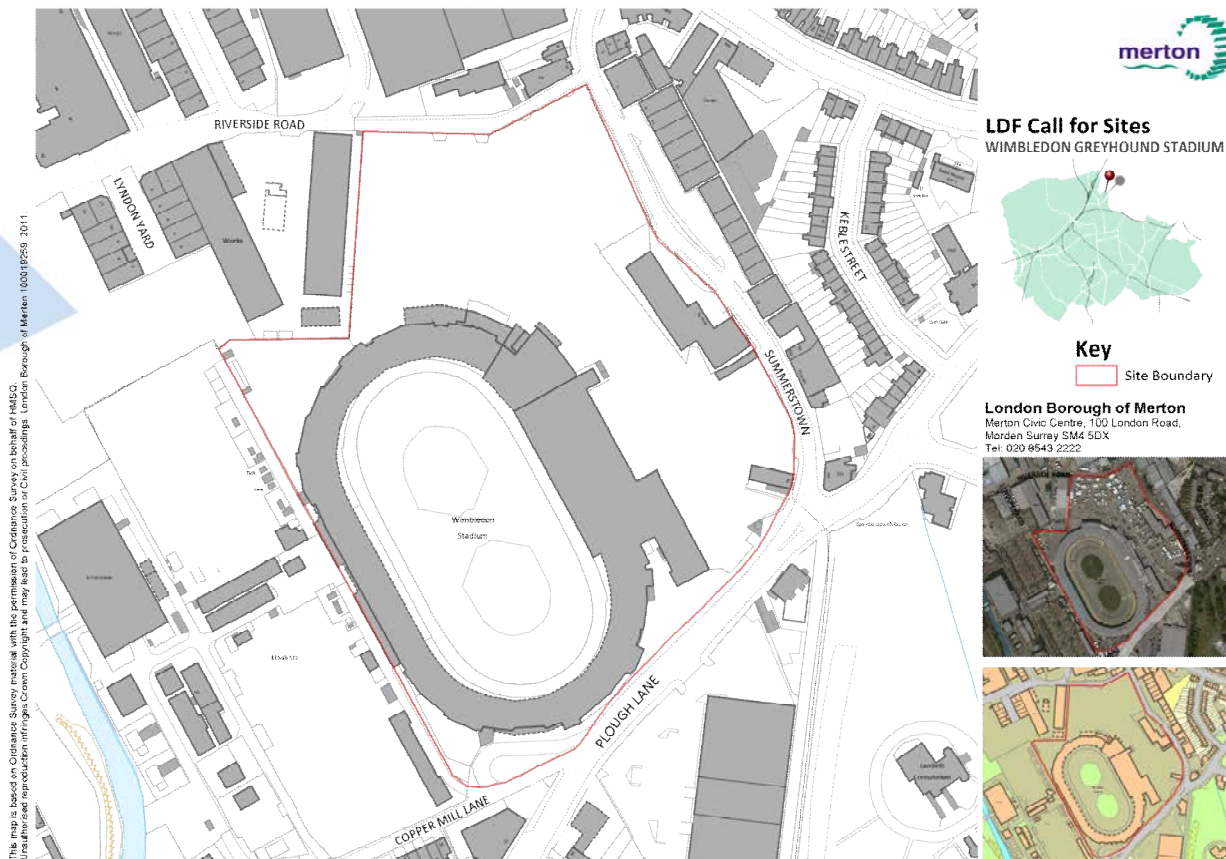 RIVERSIDE ROAD
LYNDON YARD
Works
KEBLE STREET
SUMMERSTOWN
Wimbledon
Stadium
PLOUGH LANE
COPPER MILL LANE
merton
LDF Call for Sites
WIMBLEDON GREYHOUND STADIUM
Key
Site Boundary
London Borough of Merton
Merton Civic Centre, 100 London Road,
Morden Surrey SM4 5DX
Tel: 020 8543 2222
This map is based on Ordnance Survey material with the permission of Ordnance Survey on behalf of HMSO.
Unauthorised reproduction infringes Crown Copyright and may lead to prosecution or Civil proceedings. London Borough of Merton 100019259. 2011